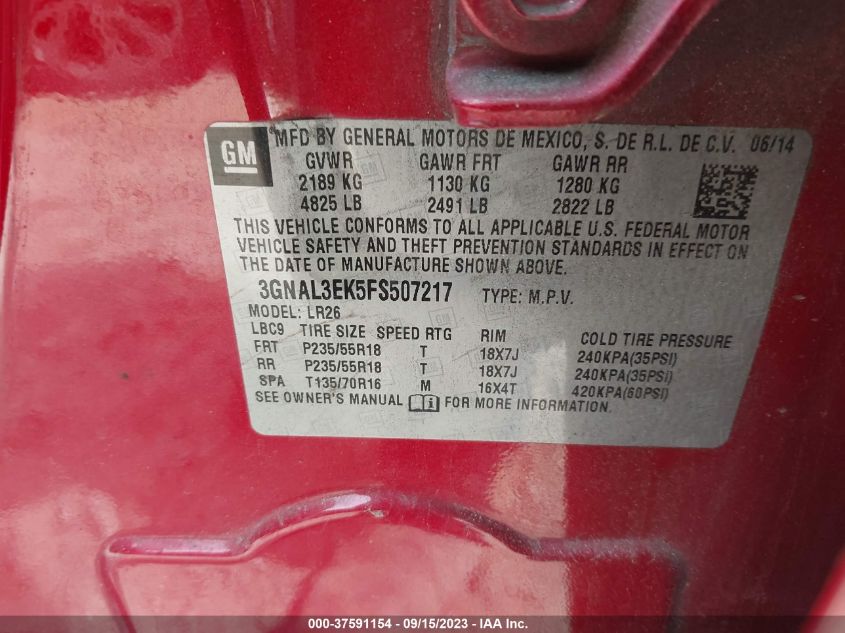 GM
MFD BY GENERAL MOTORS DE MEXICO, S. DE R.L. DE C.V. 06/14
GVWR GAWR FRT GAWR RR
2189 KG 1130 KG 1280 KG
4825 LB 2491 LB 2822 LB
THIS VEHICLE CONFORMS TO ALL APPLICABLE U.S. FEDERAL MOTOR
VEHICLE SAFETY AND THEFT PREVENTION STANDARDS IN EFFECT ON
THE DATE OF MANUFACTURE SHOWN ABOVE.
3GNAL3EK5FS507217 TYPE: M.P.V.
MODEL: LR26
LBC9 TIRE SIZE SPEED RTG RIM COLD TIRE PRESSURE
FRT P235/55R18 T 18X7J 240KPA(35PSI)
RR P235/55R18 T 18X7J 240KPA(35PSI)
SPA T135/70R16 M 16X4T 420KPA(60PSI)
SEE OWNER'S MANUAL i FOR MORE INFORMATION.
000-37591154 - 09/15/2023 - IAA Inc.